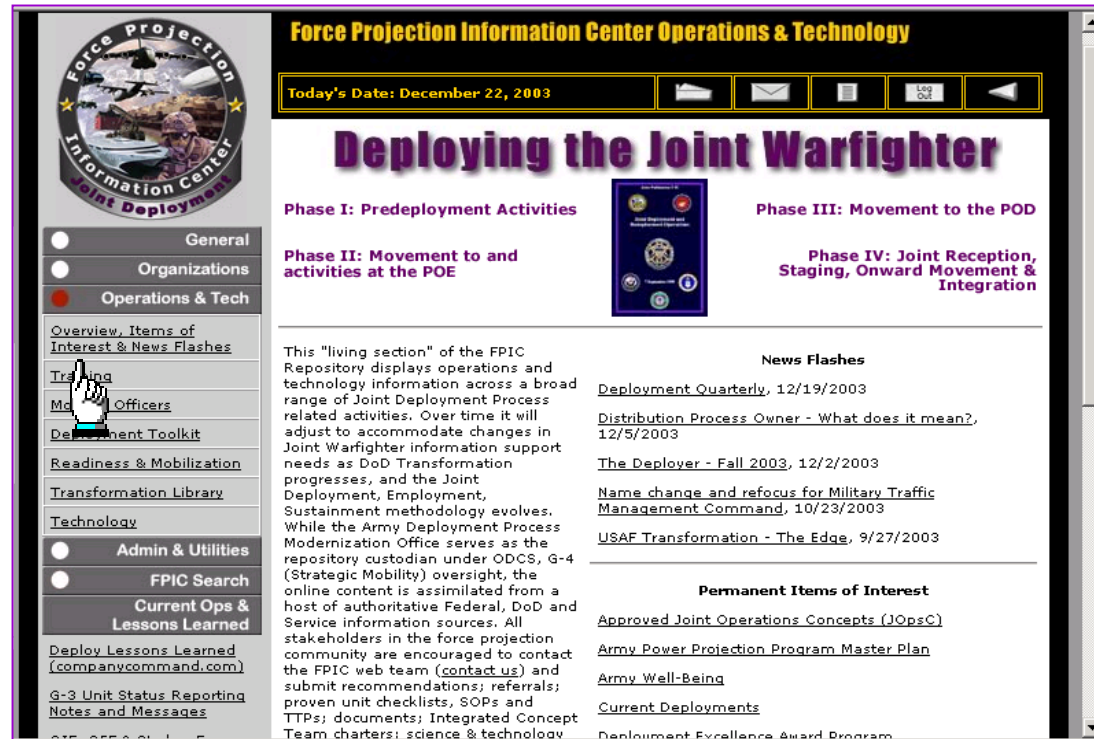 Force Projection
Information Center
Joint Deployment
General
Organizations
Operations & Tech
Overview, Items of
Interest & News Flashes
Training
Officers
Deployment Toolkit
Readiness & Mobilization
Transformation Library
Technology
Admin & Utilities
FPIC Search
Current Ops &
Lessons Learned
Deploy Lessons Learned
(companycommand.com)
G-3 Unit Status Reporting
Notes and Messages
Force Projection Information Center Operations & Technology
Today's Date: December 22, 2003
Log
Out
Deploying the Joint Warfighter
Phase I: Predeployment Activities
Phase II: Movement to and
activities at the POE
Joint Deployment and
Redeployment Operations
Phase III: Movement to the POD
Phase IV: Joint Reception,
Staging, Onward Movement &
Integration
This "living section" of the FPIC
Repository displays operations and
technology information across a broad
range of Joint Deployment Process
related activities. Over time it will
adjust to accommodate changes in
Joint Warfighter information support
needs as DoD Transformation
progresses, and the Joint
Deployment, Employment,
Sustainment methodology evolves.
While the Army Deployment Process
Modernization Office serves as the
repository custodian under ODCS, G-4
(Strategic Mobility) oversight, the
online content is assimilated from a
host of authoritative Federal, DoD and
Service information sources. All
stakeholders in the force projection
community are encouraged to contact
the FPIC web team (contact us) and
submit recommendations; referrals;
proven unit checklists, SOPs and
TTPs; documents; Integrated Concept
Team charters; science & technology
News Flashes
Deployment Quarterly, 12/19/2003
Distribution Process Owner - What does it mean?,
12/5/2003
The Deployer - Fall 2003, 12/2/2003
Name change and refocus for Military Traffic
Management Command, 10/23/2003
USAF Transformation - The Edge, 9/27/2003
Permanent Items of Interest
Approved Joint Operations Concepts (JOpsC)
Army Power Projection Program Master Plan
Army Well-Being
Current Deployments
Deployment Excellence Award Program